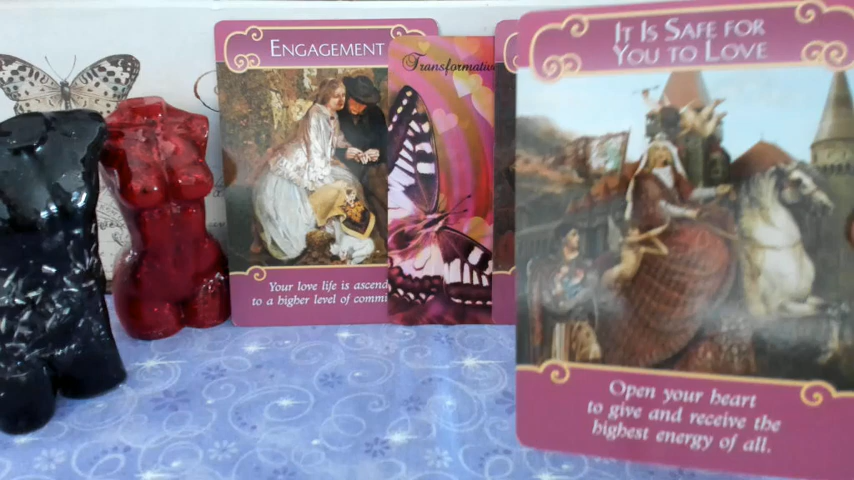 ENGAGEMENT
Your love life is ascend
to a higher level of commi
Transformativ
IT IS SAFE FOR
YOU TO LOVE
Open your heart
to give and receive the
highest energy of all.